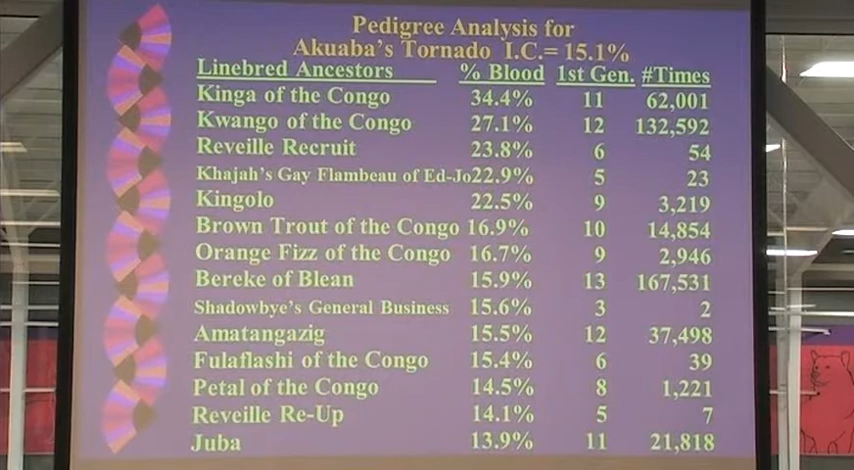 Pedigree Analysis for
Akuaba's Tornado I.C.= 15.1%
Linebred Ancestors % Blood 1st Gen. #Times
Kinga of the Congo 34.4% 11 62,001
Kwango of the Congo 27.1% 12 132,592
Reveille Recruit 23.8% 6 54
Khajah's Gay Flambeau of Ed-Jo 22.9% 5 23
Kingolo 22.5% 9 3,219
Brown Trout of the Congo 16.9% 10 14,854
Orange Fizz of the Congo 16.7% 9 2,946
Bereke of Blean 15.9% 13 167,531
Shadowbye's General Business 15.6% 3 2
Amatangazig 15.5% 12 37,498
Fulaflashi of the Congo 15.4% 6 39
Petal of the Congo 14.5% 8 1,221
Reveille Re-Up 14.1% 5 7
Juba 13.9% 11 21,818